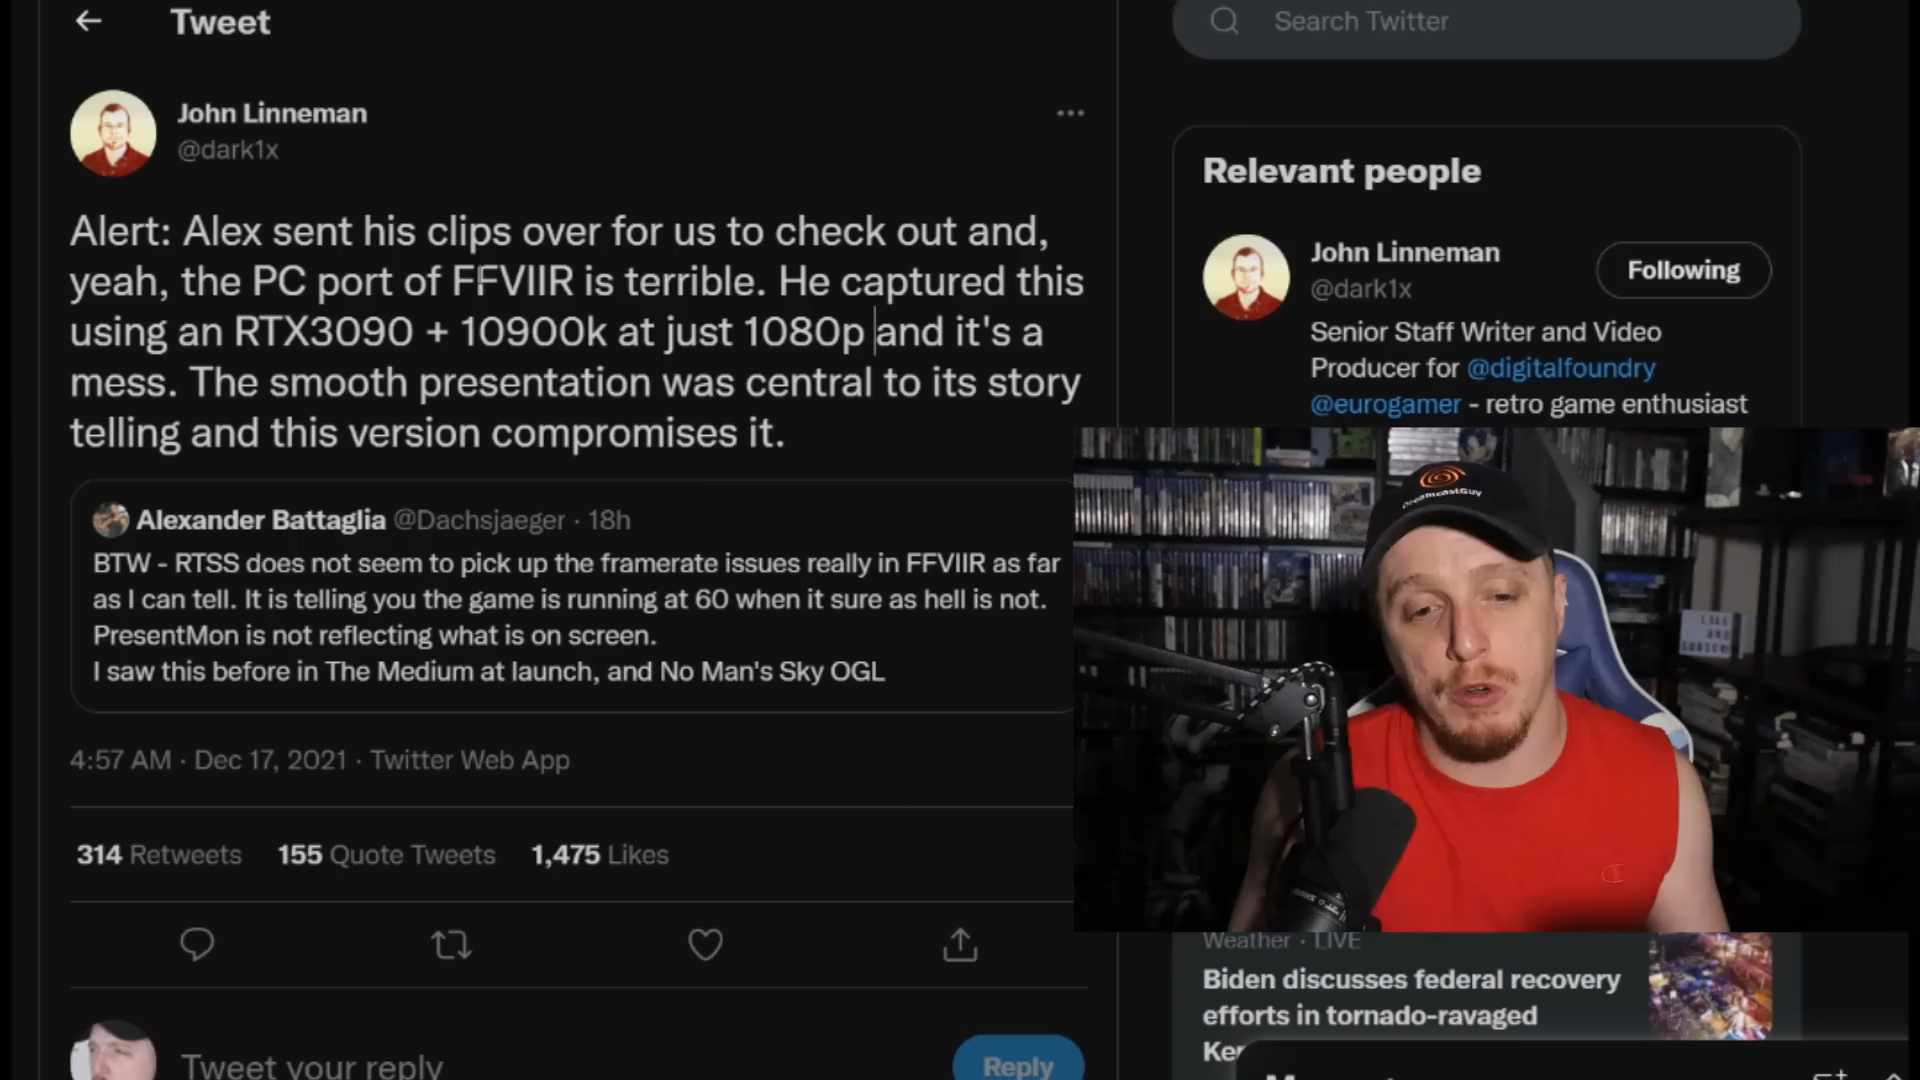 Tweet
Search Twitter
John Linneman
@dark1x
Alert: Alex sent his clips over for us to check out and,
yeah, the PC port of FFVIIR is terrible. He captured this
using an RTX3090 + 10900k at just 1080p and it's a
mess. The smooth presentation was central to its story
telling and this version compromises it.
Alexander Battaglia @Dachsjaeger · 18h
BTW - RTSS does not seem to pick up the framerate issues really in FFVIIR as far
as I can tell. It is telling you the game is running at 60 when it sure as hell is not.
PresentMon is not reflecting what is on screen.
I saw this before in The Medium at launch, and No Man's Sky OGL
4:57 AM · Dec 17, 2021 · Twitter Web App
314 Retweets 155 Quote Tweets 1,475 Likes
Tweet your reply
Reply
Relevant people
John Linneman
@dark1x
Following
Senior Staff Writer and Video
Producer for @digitalfoundry
@eurogamer - retro game enthusiast
DreamcastGuy
LIKE
AND
SUBSCRI
Weather · LIVE
Biden discusses federal recovery
efforts in tornado-ravaged